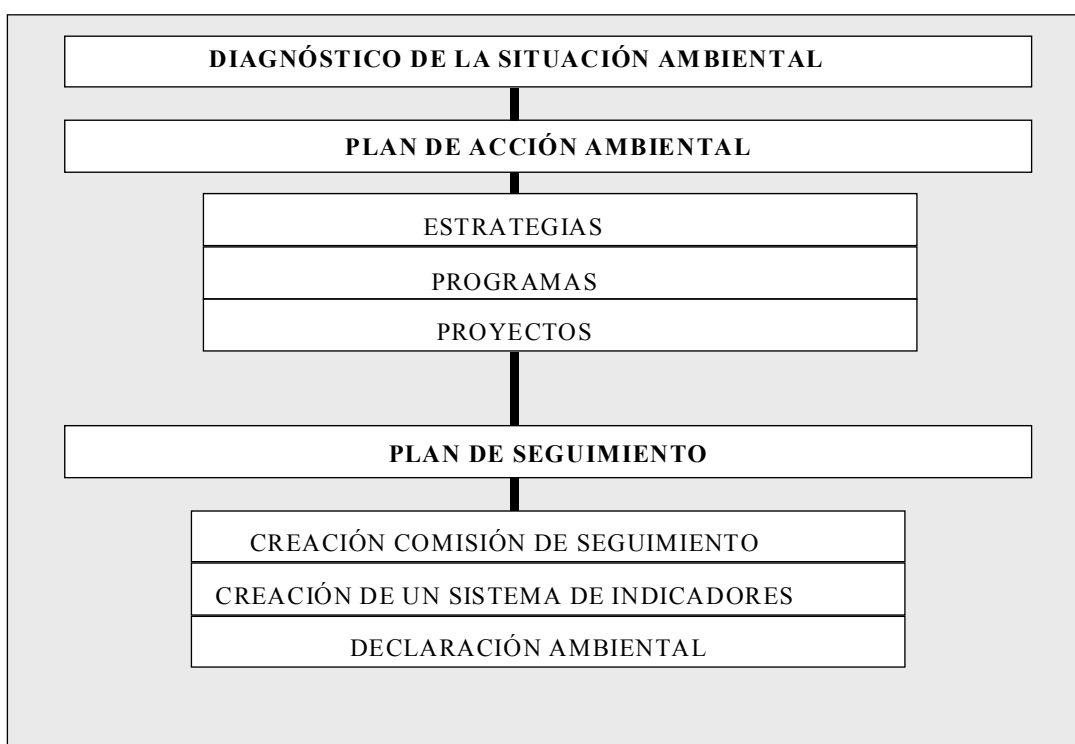 DIAGNÓSTICO DE LA SITUACIÓN AMBIENTAL
PLAN DE ACCIÓN AMBIENTAL
ESTRATEGIAS
PROGRAMAS
PROYECTOS
PLAN DE SEGUIMIENTO
CREACIÓN COMISIÓN DE SEGUIMIENTO
CREACIÓN DE UN SISTEMA DE INDICADORES
DECLARACIÓN AMBIENTAL